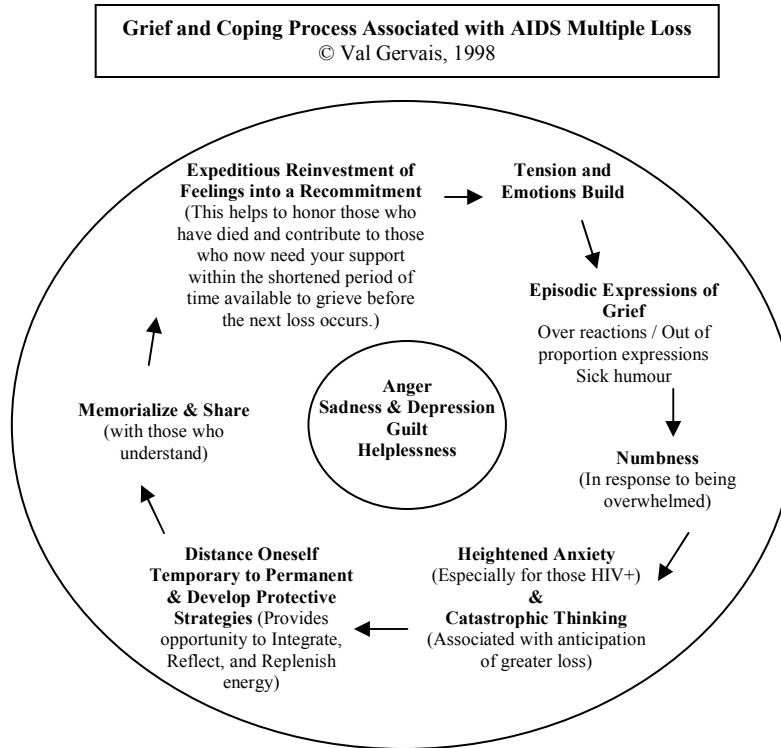 Grief and Coping Process Associated with AIDS Multiple Loss
© Val Gervais, 1998
Expeditious Reinvestment of
Feelings into a Recommitment
(This helps to honor those who
have died and contribute to those
who now need your support
within the shortened period of
time available to grieve before
the next loss occurs.)
Tension and
Emotions Build
Episodic Expressions of
Grief
Over reactions / Out of
proportion expressions
Sick humour
Numbness
(In response to being
overwhelmed)
Heightened Anxiety
(Especially for those HIV+)
&
Catastrophic Thinking
(Associated with anticipation
of greater loss)
Distance Oneself
Temporary to Permanent
& Develop Protective
Strategies (Provides
opportunity to Integrate,
Reflect, and Replenish
energy)
Memorialize & Share
(with those who
understand)
Anger
Sadness & Depression
Guilt
Helplessness